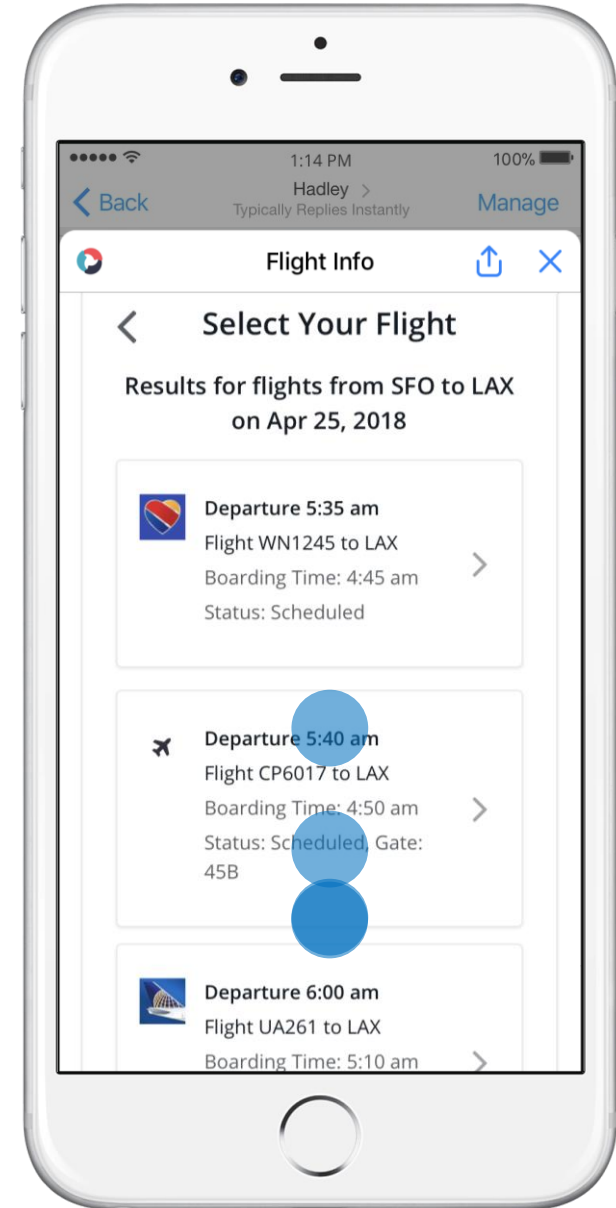 1:14 PM
100%
Back
Hadley >
Typically Replies Instantly
Manage
Flight Info
Select Your Flight
Results for flights from SFO to LAX
on Apr 25, 2018
Departure 5:35 am
Flight WN1245 to LAX
Boarding Time: 4:45 am
Status: Scheduled
Departure 5:40 am
Flight CP6017 to LAX
Boarding Time: 4:50 am
Status: Scheduled, Gate:
45B
Departure 6:00 am
Flight UA261 to LAX
Boarding Time: 5:10 am